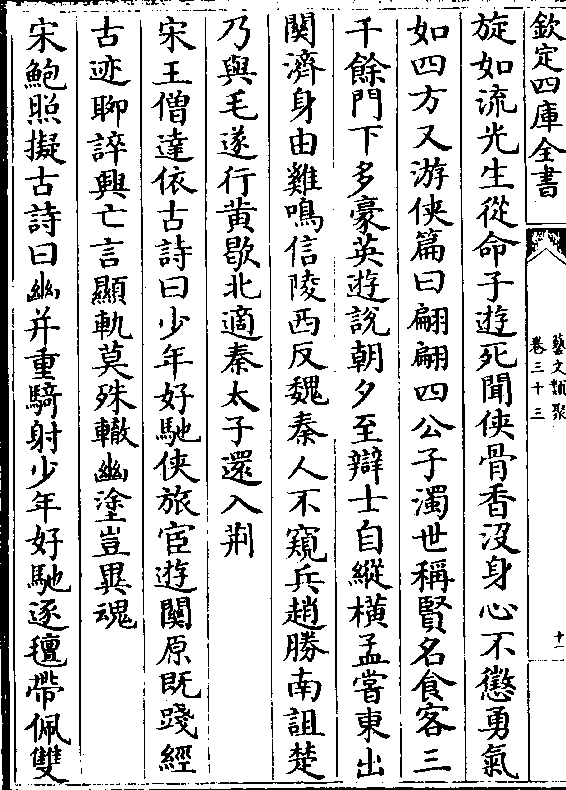 欽定四庫全書
藝文類聚
卷三十三
十一
旋如流光生從命子遊死聞俠骨香沒身心不懲勇氣
如四方又游俠篇曰翩翩四公子濁世稱賢名食客三
千餘門下多豪英遊說朝夕至辯士自縱橫孟嘗東出
關濟身由雞鳴信陵西反魏秦人不窺兵趙勝南詛楚
乃與毛遂行黃歇北適秦太子還入荆
宋王僧達依古詩曰少年好馳俠旅宦遊關原既踐終
古迹聊誶興亡言顯軌莫殊轍幽塗豈異魂
宋鮑照擬古詩曰幽并重騎射少年好馳逐氊帶佩雙